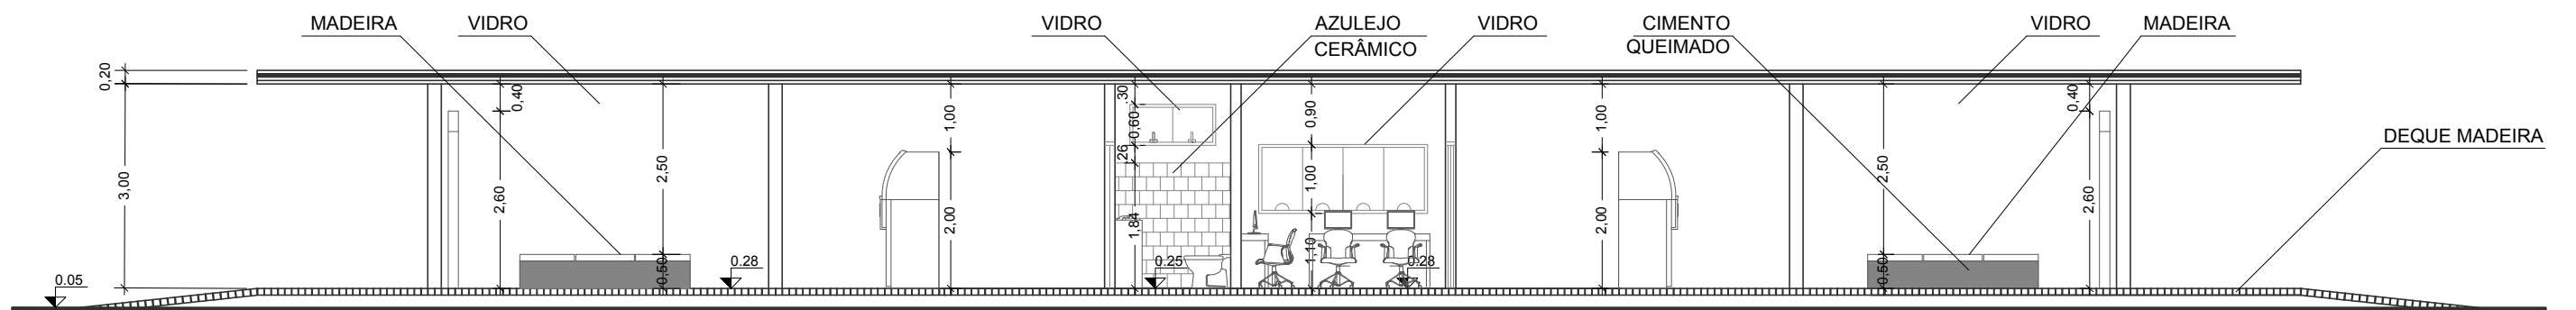 MADEIRA
VIDRO
VIDRO
AZULEJO
CERÂMICO
VIDRO
CIMENTO
QUEIMADO
VIDRO
MADEIRA
DEQUE MADEIRA
0,20
3,00
0,40
2,60
2,50
0,50
1,00
2,00
.30
0,60
.26
1,84
0,90
1,00
1,10
1,00
2,00
2,50
0,50
0,40
2,60
0.05
0.28
0.25
0.28